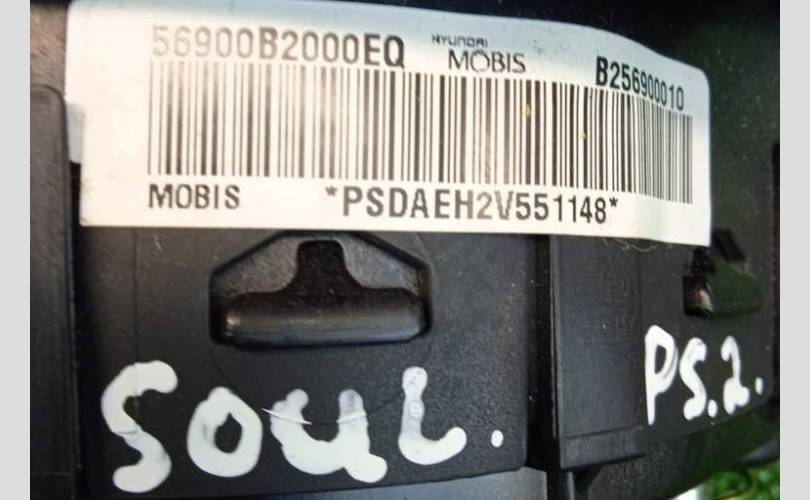 56900B2000EQ HYUNDAI MOBIS B256900010
MOBIS *PSDAEH2V551148*
SOUL. PS.2.